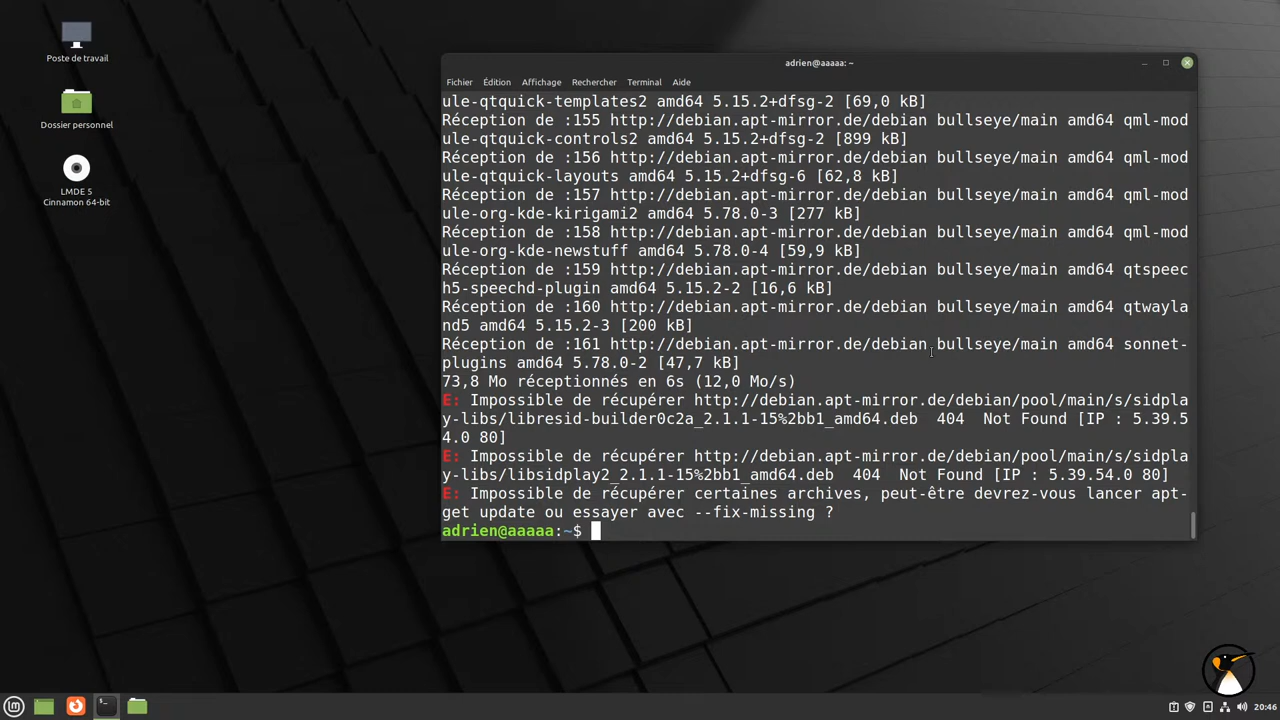 Poste de travail
Dossier personnel
LMDE 5
Cinnamon 64-bit
adrien@aaaaa: ~
Fichier Édition Affichage Rechercher Terminal Aide
ule-qtquick-templates2 amd64 5.15.2+dfsg-2 [69,0 kB]
Réception de :155 http://debian.apt-mirror.de/debian bullseye/main amd64 qml-mod
ule-qtquick-controls2 amd64 5.15.2+dfsg-2 [899 kB]
Réception de :156 http://debian.apt-mirror.de/debian bullseye/main amd64 qml-mod
ule-qtquick-layouts amd64 5.15.2+dfsg-6 [62,8 kB]
Réception de :157 http://debian.apt-mirror.de/debian bullseye/main amd64 qml-mod
ule-org-kde-kirigami2 amd64 5.78.0-3 [277 kB]
Réception de :158 http://debian.apt-mirror.de/debian bullseye/main amd64 qml-mod
ule-org-kde-newstuff amd64 5.78.0-4 [59,9 kB]
Réception de :159 http://debian.apt-mirror.de/debian bullseye/main amd64 qtspeec
h5-speechd-plugin amd64 5.15.2-2 [16,6 kB]
Réception de :160 http://debian.apt-mirror.de/debian bullseye/main amd64 qtwayla
nd5 amd64 5.15.2-3 [200 kB]
Réception de :161 http://debian.apt-mirror.de/debian bullseye/main amd64 sonnet-
plugins amd64 5.78.0-2 [47,7 kB]
73,8 Mo réceptionnés en 6s (12,0 Mo/s)
E: Impossible de récupérer http://debian.apt-mirror.de/debian/pool/main/s/sidpla
y-libs/libresid-builder0c2a_2.1.1-15%2bb1_amd64.deb  404  Not Found [IP : 5.39.5
4.0 80]
E: Impossible de récupérer http://debian.apt-mirror.de/debian/pool/main/s/sidpla
y-libs/libsidplay2_2.1.1-15%2bb1_amd64.deb  404  Not Found [IP : 5.39.54.0 80]
E: Impossible de récupérer certaines archives, peut-être devrez-vous lancer apt-
get update ou essayer avec --fix-missing ?
adrien@aaaaa:~$
20:46